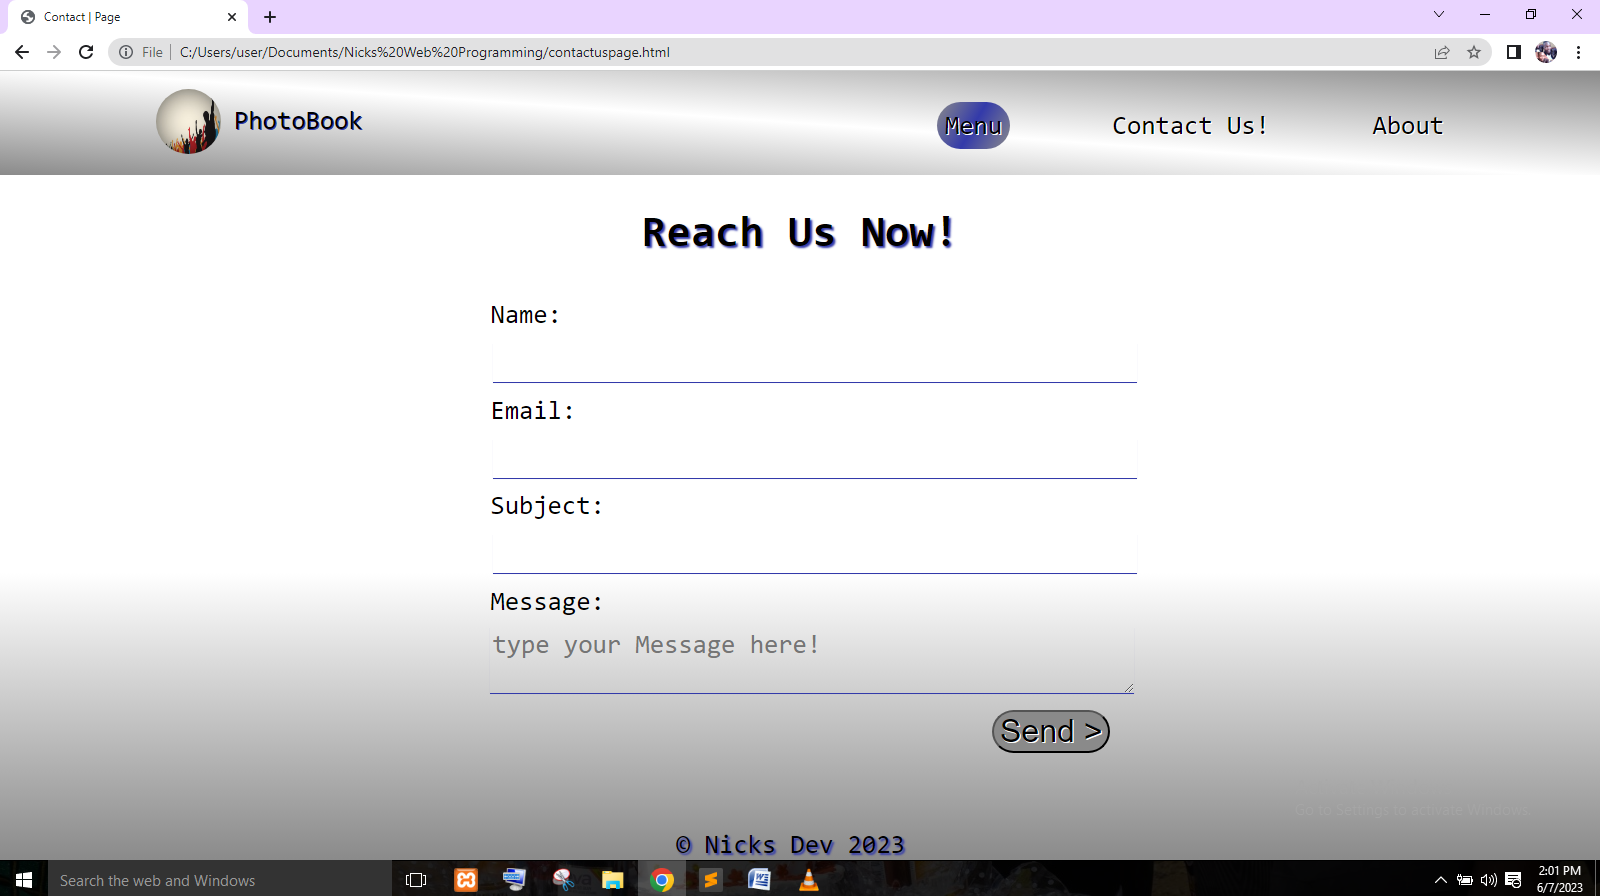 Contact | Page
File
C:/Users/user/Documents/Nicks%20Web%20Programming/contactuspage.html
PhotoBook
Menu
Contact Us!
About
Reach Us Now!
Name:
Email:
Subject:
Message:
type your Message here!
Send >
Go to Settings to activate Windows.
© Nicks Dev 2023
Search the web and Windows
2:01 PM
6/7/2023